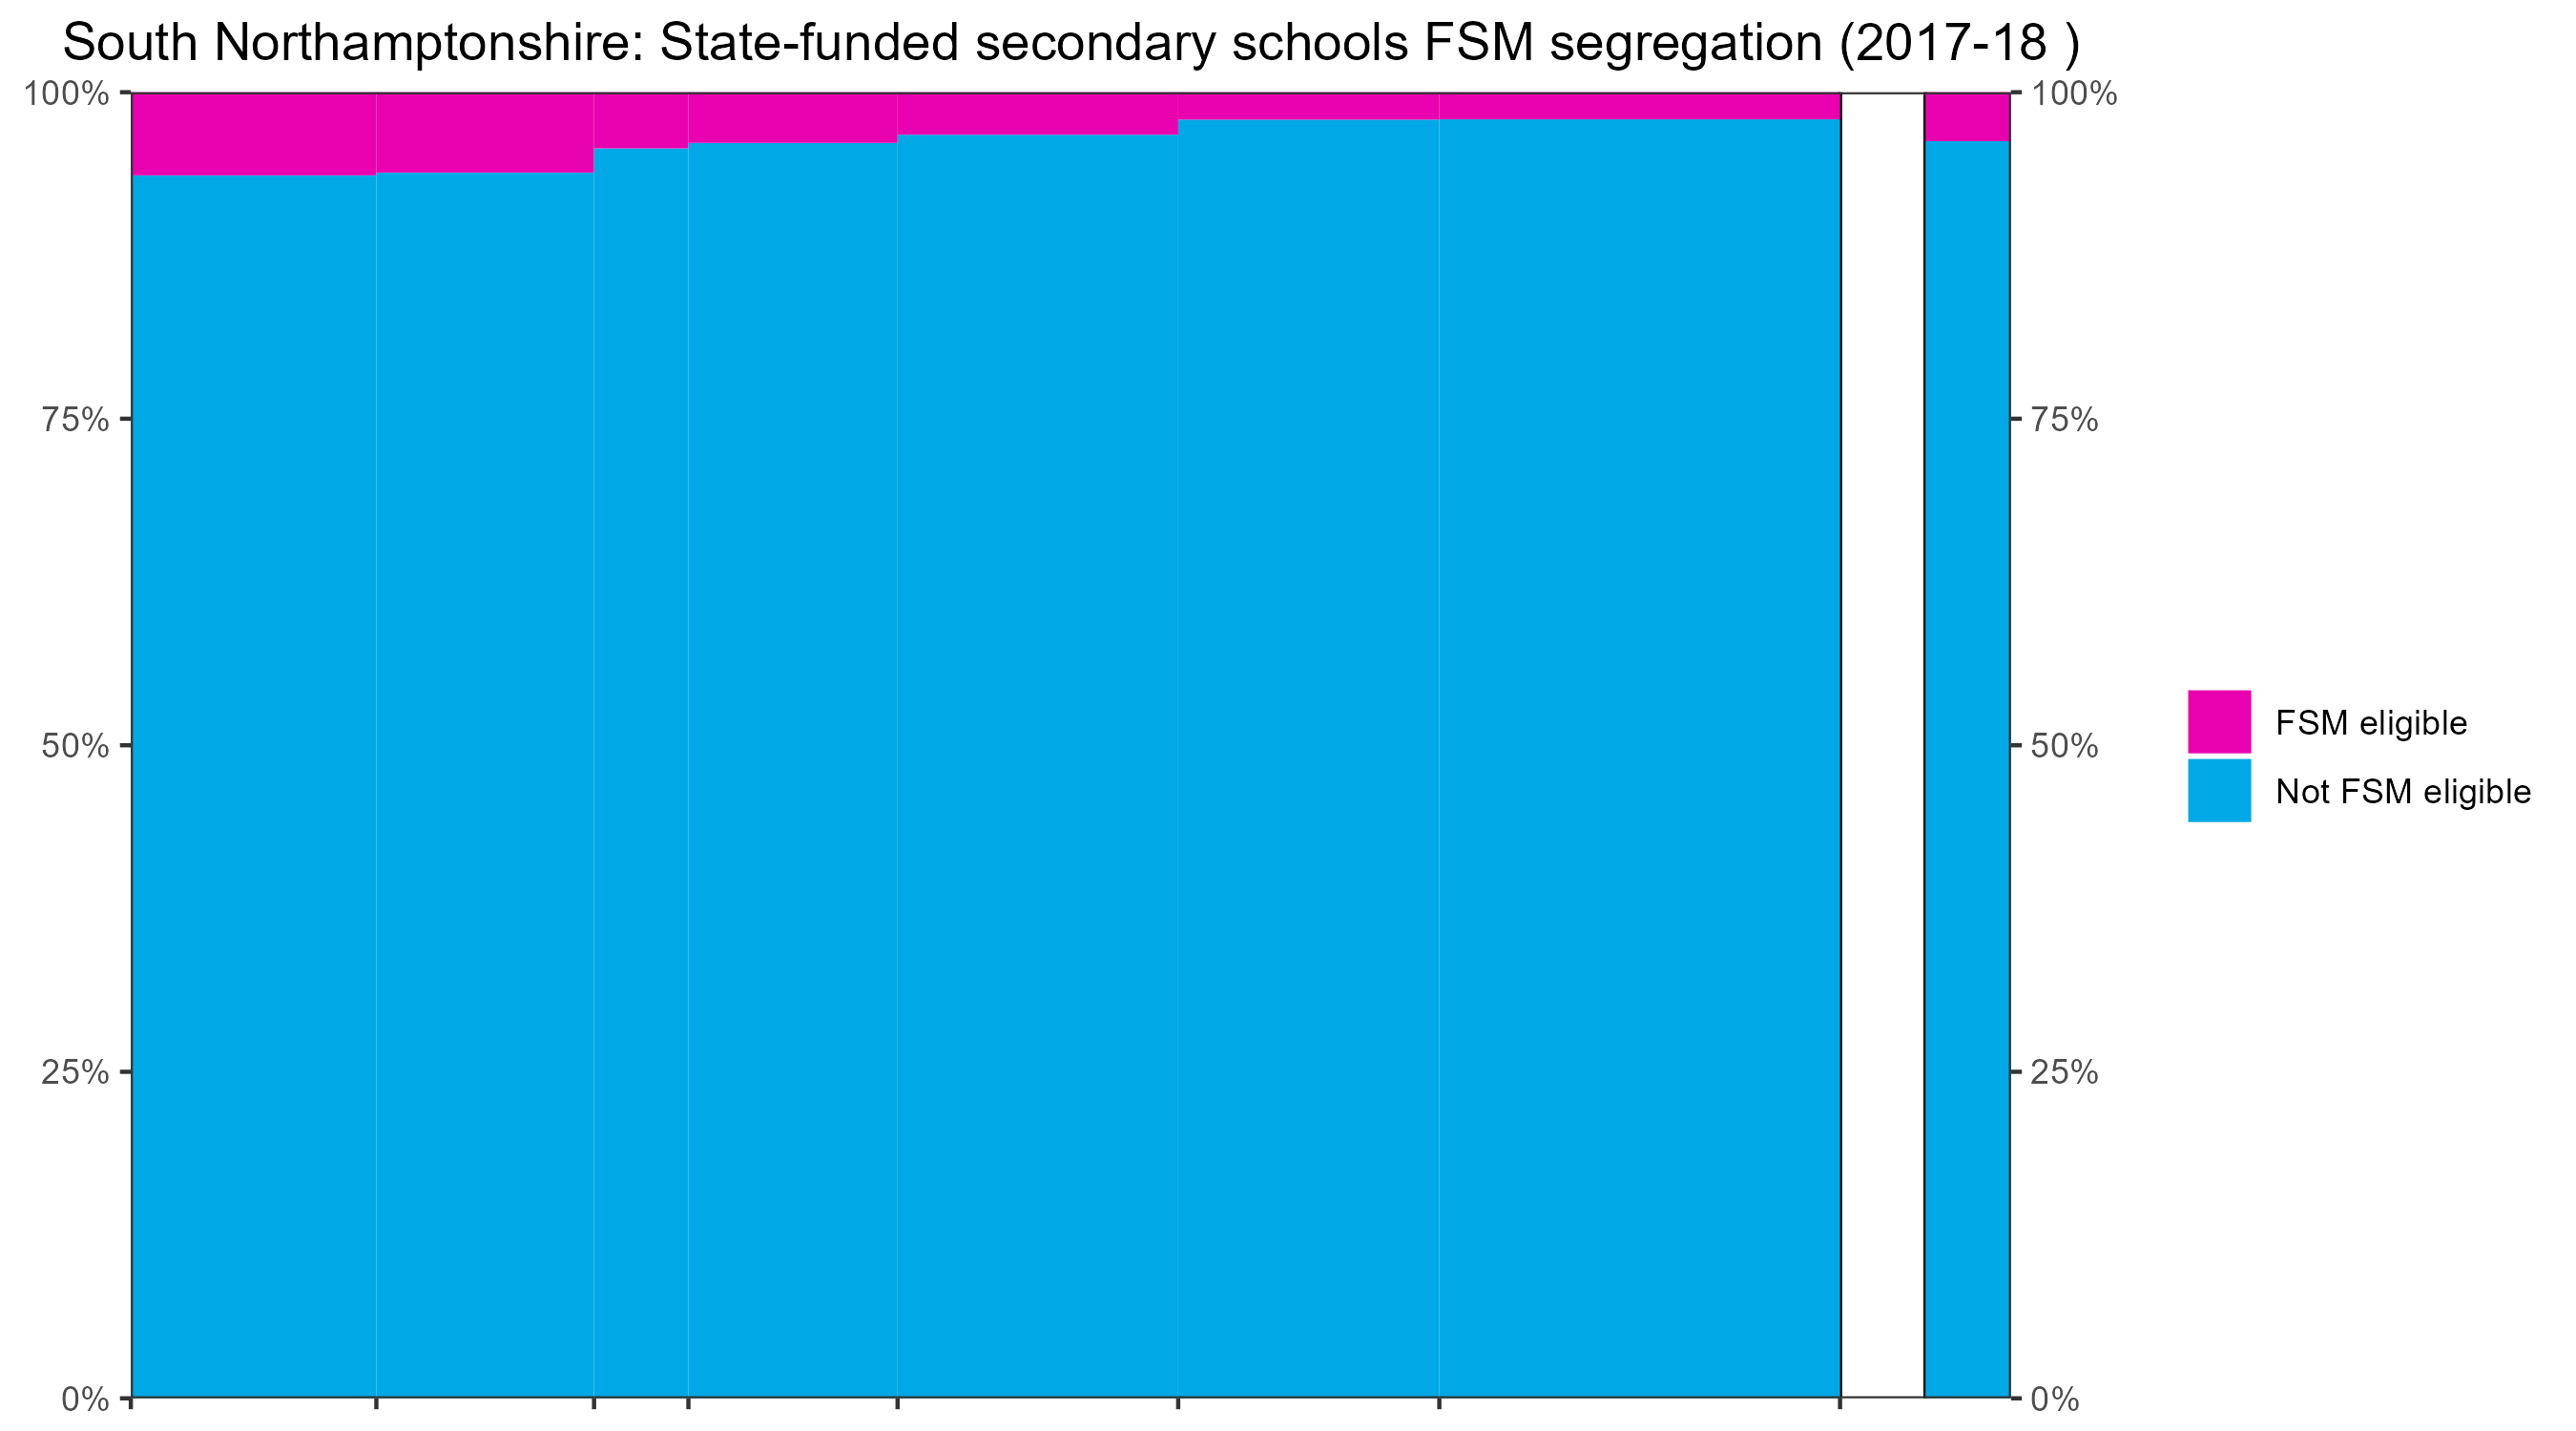 South Northamptonshire: State-funded secondary schools FSM segregation (2017-18 )
100% 100%
75% 75%
50% 50%
25% 25%
0% 0%
FSM eligible
Not FSM eligible